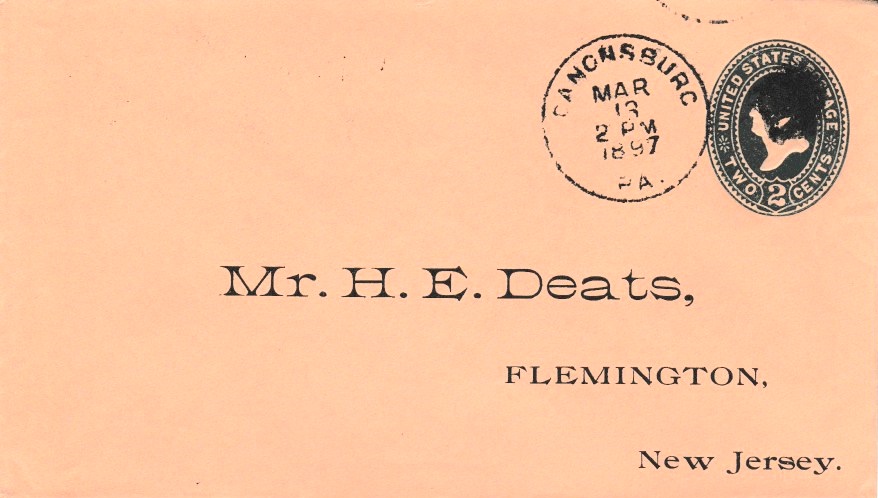 CANONSBURG
MAR
13
2 PM
1897
PA.
UNITED STATES POSTAGE
TWO 2 CENTS
Mr. H. E. Deats,
FLEMINGTON,
New Jersey.